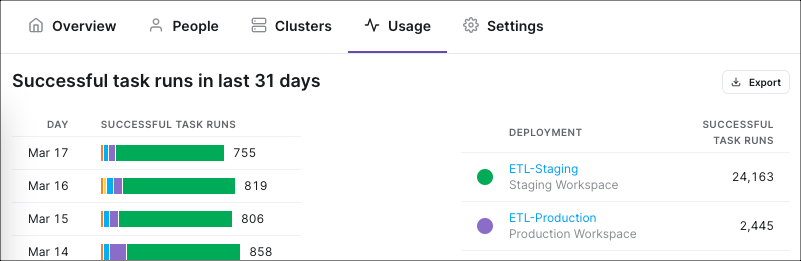 Overview People Clusters Usage Settings
Successful task runs in last 31 days
Export
DAY SUCCESSFUL TASK RUNS
Mar 17 755
Mar 16 819
Mar 15 806
Mar 14 858
DEPLOYMENT SUCCESSFUL
TASK RUNS
ETL-Staging
Staging Workspace
24,163
ETL-Production
Production Workspace
2,445